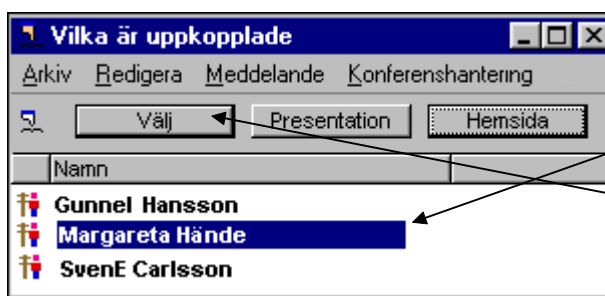 Vilka är uppkopplade
Arkiv Redigera Meddelande Konferenshantering
Välj Presentation Hemsida
Namn
Gunnel Hansson
Margareta Hände
SvenE Carlsson